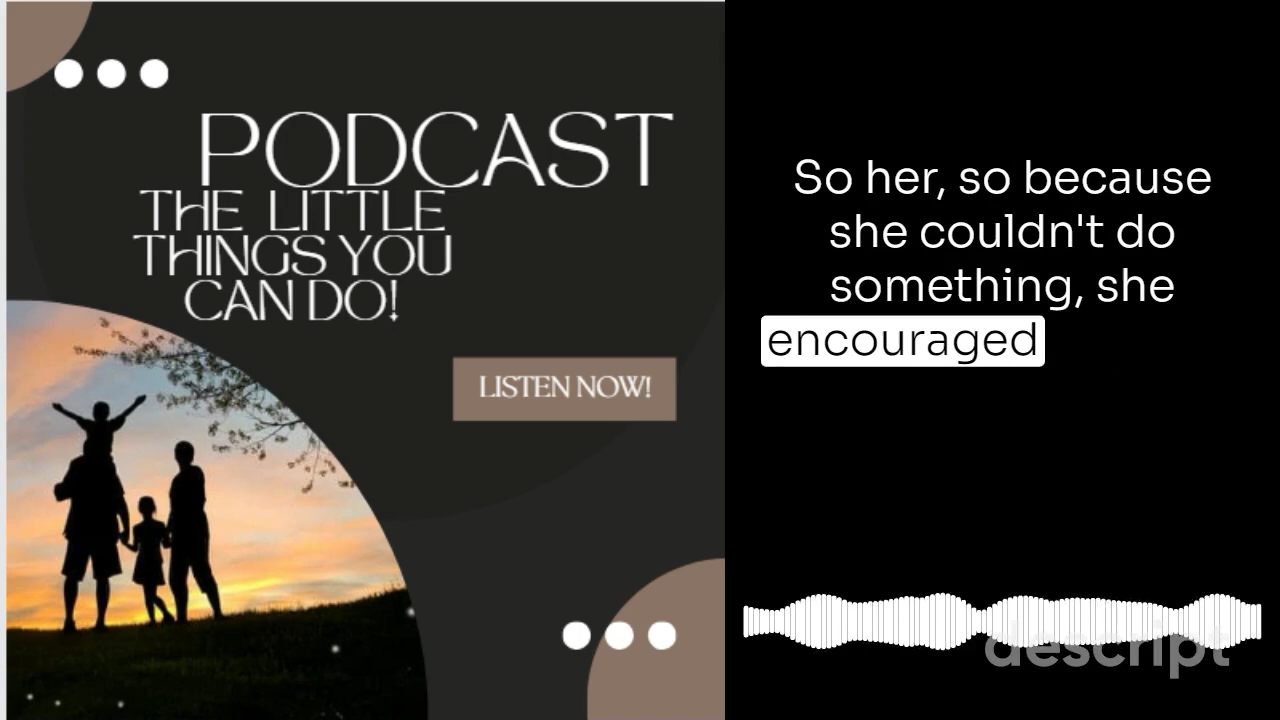 PODCAST
THE LITTLE
THINGS YOU
CAN DO!
LISTEN NOW!
So her, so because
she couldn't do
something, she
encouraged
descript